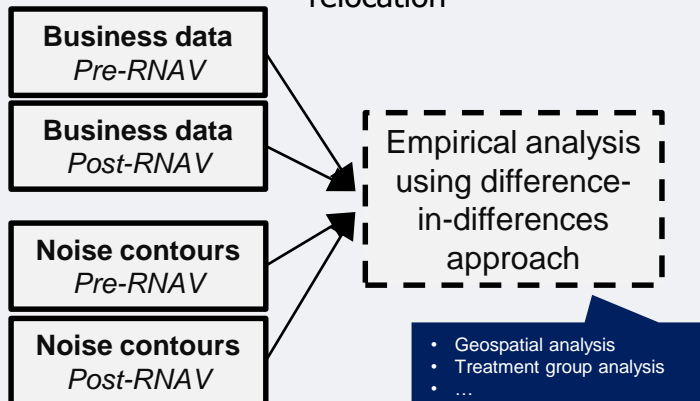 relocation
Business data
Pre-RNAV
Business data
Post-RNAV
Noise contours
Pre-RNAV
Noise contours
Post-RNAV
Empirical analysis
using difference-
in-differences
approach
• Geospatial analysis
• Treatment group analysis
• …